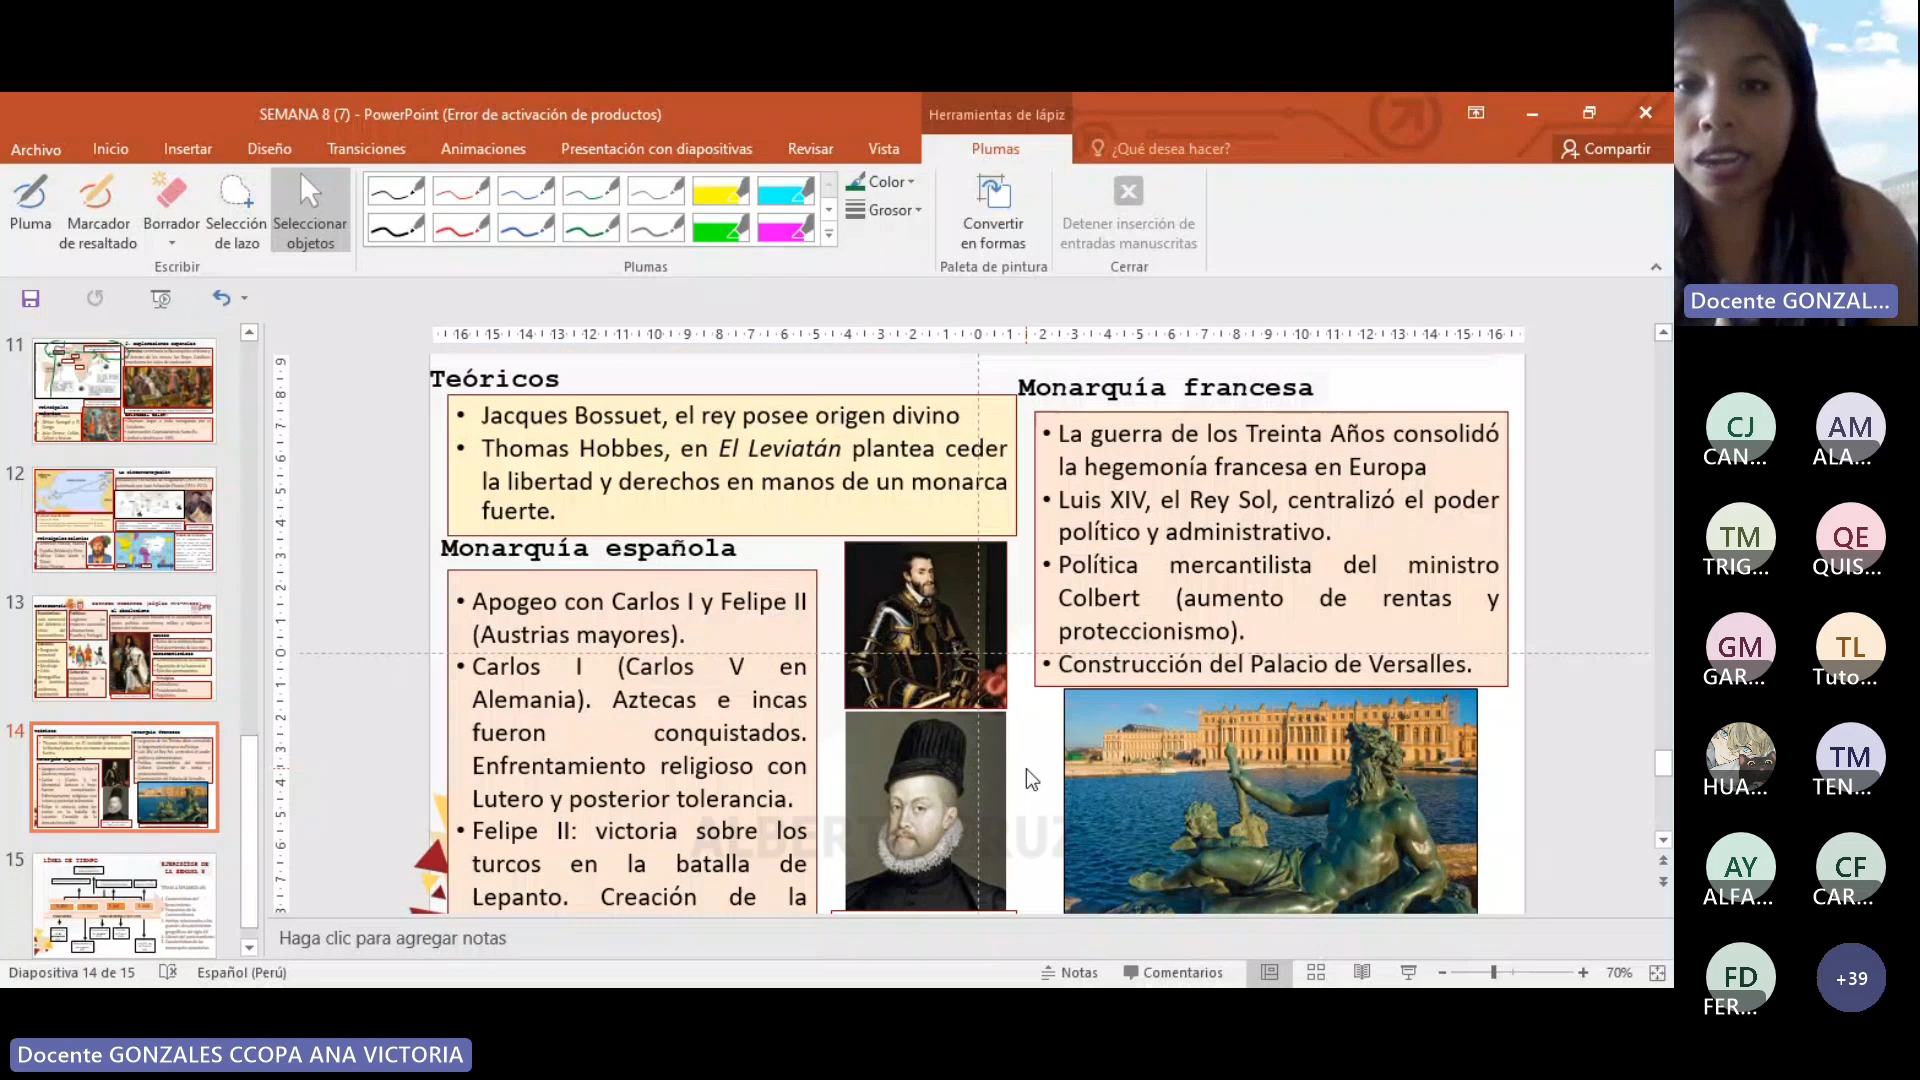 SEMANA 8 (7) - PowerPoint (Error de activación de productos)
Herramientas de lápiz
Archivo
Inicio
Insertar
Diseño
Transiciones
Animaciones
Presentación con diapositivas
Revisar
Vista
Plumas
¿Qué desea hacer?
Compartir
Pluma
Marcador de resaltado
Borrador
Selección de lazo
Seleccionar objetos
Escribir
Plumas
Color
Grosor
Convertir en formas
Paleta de pintura
Detener inserción de entradas manuscritas
Cerrar
11
12
13
14
15
Teóricos
• Jacques Bossuet, el rey posee origen divino
• Thomas Hobbes, en El Leviatán plantea ceder
la libertad y derechos en manos de un monarca
fuerte.
Monarquía española
• Apogeo con Carlos I y Felipe II
(Austrias mayores).
• Carlos I (Carlos V en
Alemania). Aztecas e incas
fueron conquistados.
Enfrentamiento religioso con
Lutero y posterior tolerancia.
• Felipe II: victoria sobre los
turcos en la batalla de
Lepanto. Creación de la
Monarquía francesa
• La guerra de los Treinta Años consolidó
la hegemonía francesa en Europa
• Luis XIV, el Rey Sol, centralizó el poder
político y administrativo.
• Política mercantilista del ministro
Colbert (aumento de rentas y
proteccionismo).
• Construcción del Palacio de Versalles.
Haga clic para agregar notas
Diapositiva 14 de 15
Español (Perú)
Notas
Comentarios
70%
Docente GONZAL...
CJ
CAN...
AM
ALA...
TM
TRIG...
QE
QUIS...
GM
GAR...
TL
Tuto...
HUA...
TM
TEN...
AY
ALFA...
CF
CAR...
FD
FER...
+39
Docente GONZALES CCOPA ANA VICTORIA